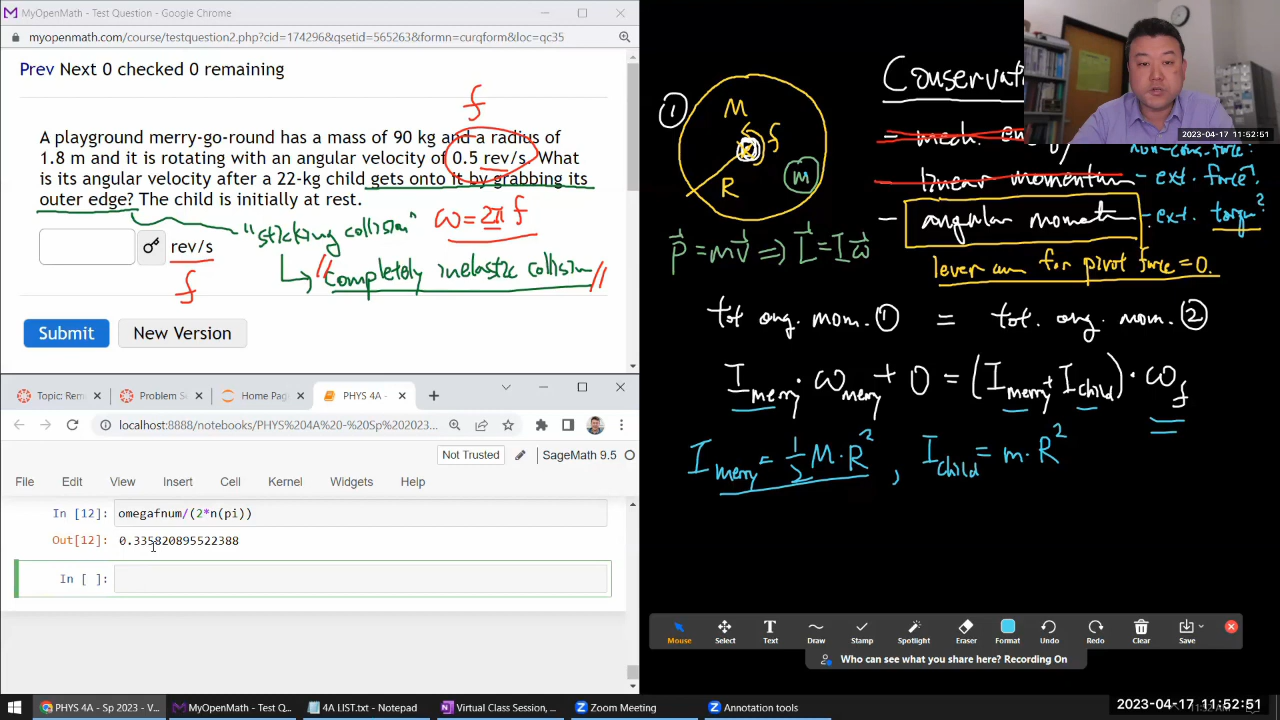 MyOpenMath - Test Question - Google Chrome
myopenmath.com/course/testquestion2.php?cid=174296&qsetid=565263&formn=curqform&loc=qc35
Prev Next 0 checked 0 remaining
f
A playground merry-go-round has a mass of 90 kg and a radius of
1.8 m and it is rotating with an angular velocity of 0.5 rev/s. What
is its angular velocity after a 22-kg child gets onto it by grabbing its
outer edge? The child is initially at rest.
ω = 2π f
rev/s
f
"sticking collision"
completely inelastic collision
Submit
New Version
Topic: Rem
Problem S
Home Page
PHYS 4A -
localhost:8888/notebooks/PHYS%204A%20-%20Sp%202023...
Not Trusted
SageMath 9.5
File
Edit
View
Insert
Cell
Kernel
Widgets
Help
In [12]:
omegafnum/(2*n(pi))
Out[12]:
0.335820895522388
In [ ]:
①
M
f
R
m
Conservati
- mech. en
non-cons. force?
- linear momentum - ext. force?
- angular moment - ext. torque?
lever arm for pivot force = 0.
P = mv ⟹ L = Iω
tot ang. mom. ① = tot. ang. mom. ②
I merry · ω merry + 0 = (I merry + I child) · ω f
I merry = 1/2 M · R², I child = m · R²
2023-04-17 11:52:51
Mouse
Select
Text
Draw
Stamp
Spotlight
Eraser
Format
Undo
Redo
Clear
Save
Who can see what you share here? Recording On
PHYS 4A - Sp 2023 - V...
MyOpenMath - Test Q...
4A LIST.txt - Notepad
Virtual Class Session, ...
Zoom Meeting
Annotation tools
2023-04-17 11:52:51